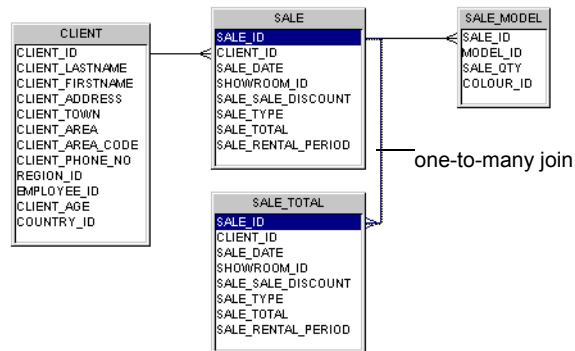 CLIENT
CLIENT_ID
CLIENT_LASTNAME
CLIENT_FIRSTNAME
CLIENT_ADDRESS
CLIENT_TOWN
CLIENT_AREA
CLIENT_AREA_CODE
CLIENT_PHONE_NO
REGION_ID
EMPLOYEE_ID
CLIENT_AGE
COUNTRY_ID
SALE
SALE_ID
CLIENT_ID
SALE_DATE
SHOWROOM_ID
SALE_SALE_DISCOUNT
SALE_TYPE
SALE_TOTAL
SALE_RENTAL_PERIOD
SALE_MODEL
SALE_ID
MODEL_ID
SALE_QTY
COLOUR_ID
one-to-many join
SALE_TOTAL
SALE_ID
CLIENT_ID
SALE_DATE
SHOWROOM_ID
SALE_SALE_DISCOUNT
SALE_TYPE
SALE_TOTAL
SALE_RENTAL_PERIOD